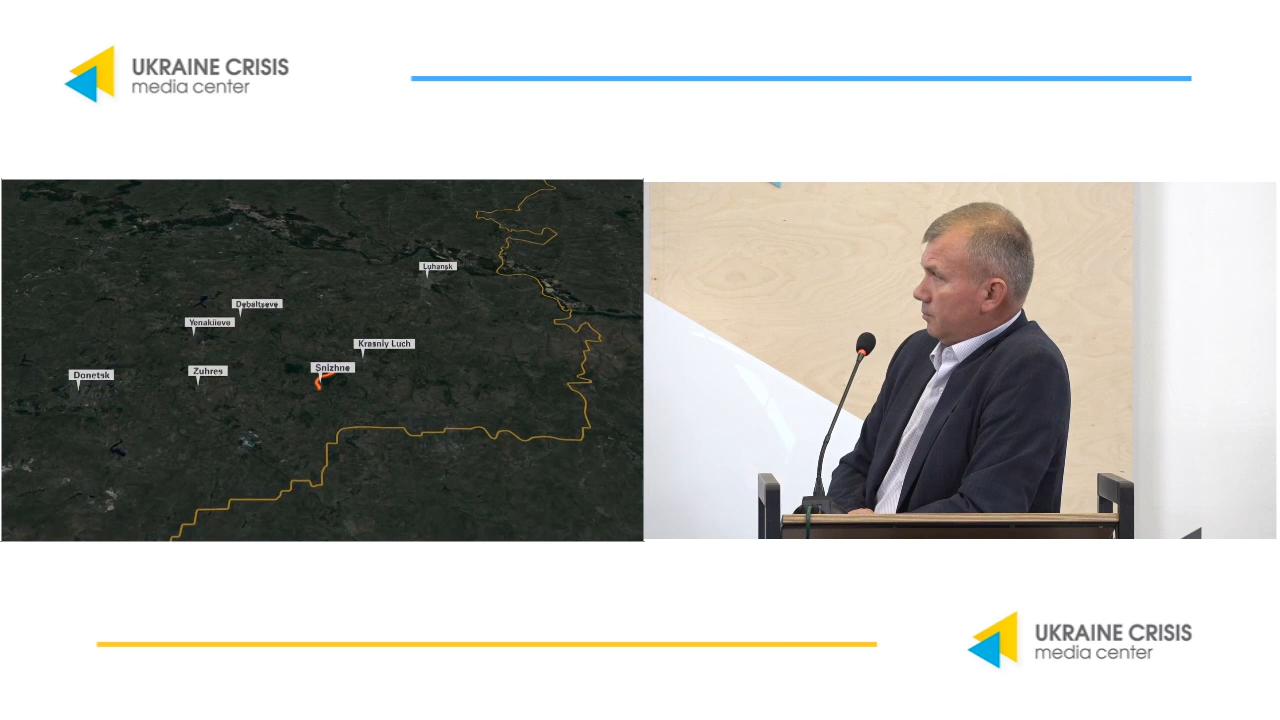 UKRAINE CRISIS
media center
Luhansk
Debaltseve
Yenakiieve
Krasniy Luch
Snizhne
Zuhres
Donetsk
UKRAINE CRISIS
media center